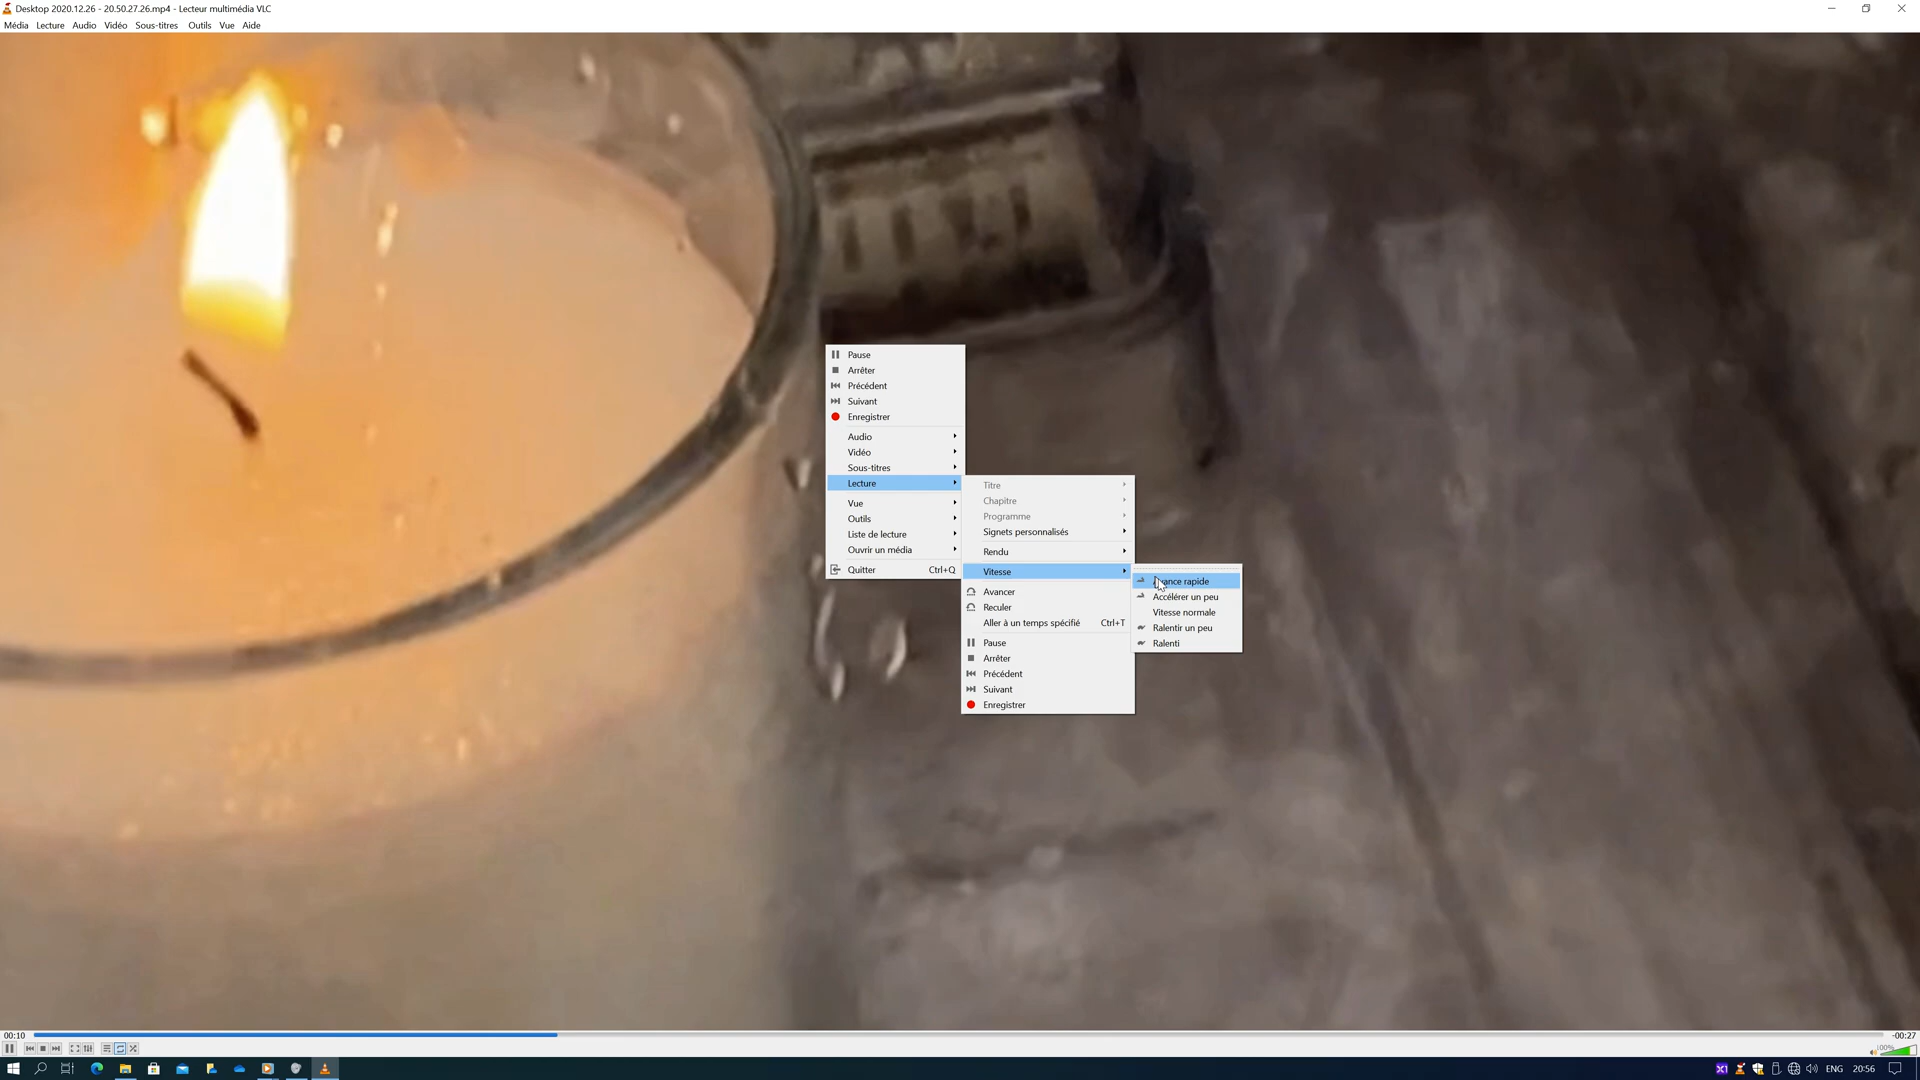 Desktop 2020.12.26 - 20.50.27.26.mp4 - Lecteur multimédia VLC
Média Lecture Audio Vidéo Sous-titres Outils Vue Aide
Pause
Arrêter
Précédent
Suivant
Enregistrer
Audio
Vidéo
Sous-titres
Lecture
Vue
Outils
Liste de lecture
Ouvrir un média
Quitter Ctrl+Q
Titre
Chapitre
Programme
Signets personnalisés
Rendu
Vitesse
Avancer
Reculer
Aller à un temps spécifié Ctrl+T
Pause
Arrêter
Précédent
Suivant
Enregistrer
rapide
Accélérer un peu
Vitesse normale
Ralentir un peu
Ralenti
00:10 -00:27
100%
ENG 20:56